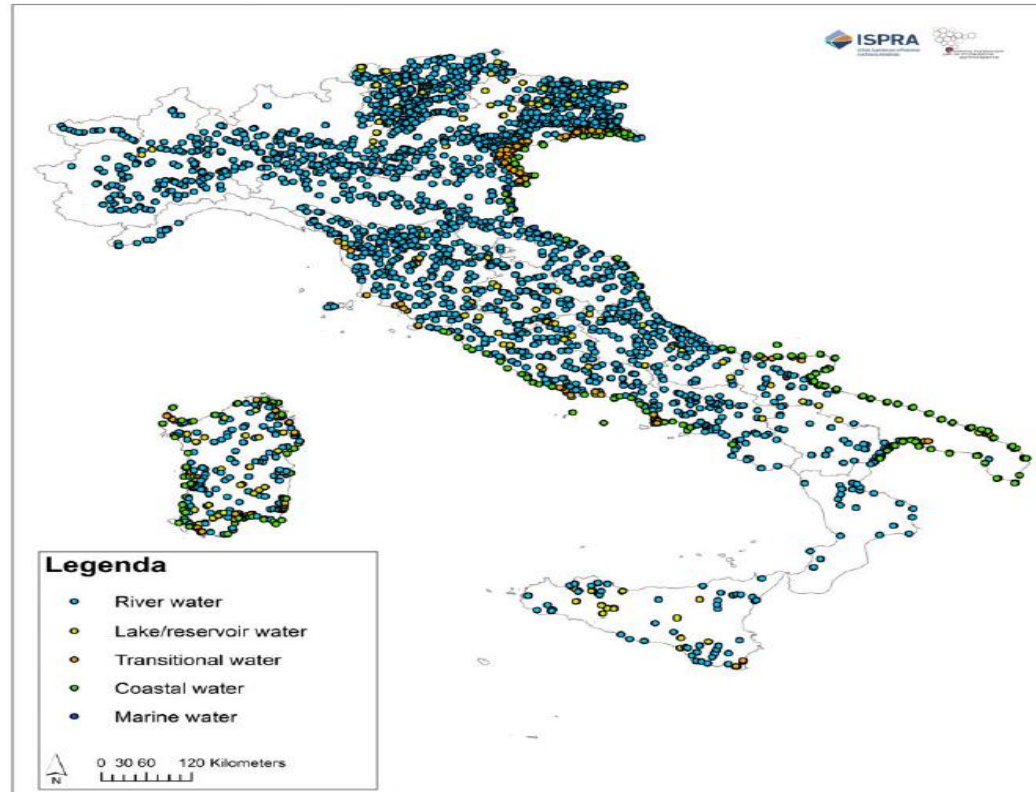 ISPRA
Legenda
River water
Lake/reservoir water
Transitional water
Coastal water
Marine water
0 30 60 120 Kilometers
N